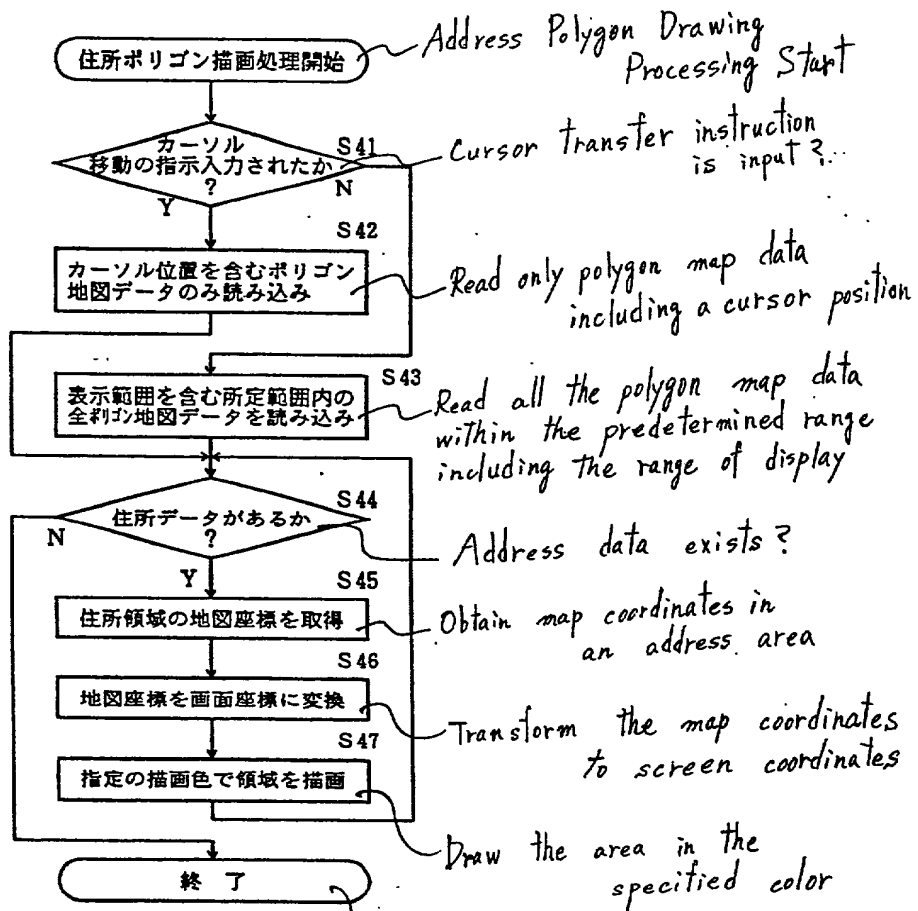 住所ポリゴン描画処理開始
Address Polygon Drawing
Processing Start
カーソル
移動の指示入力されたか
?
S41
N
Y
Cursor transfer instruction
is input?
S42
カーソル位置を含むポリゴン
地図データのみ読み込み
Read only polygon map data
including a cursor position
S43
表示範囲を含む所定範囲内の
全ポリゴン地図データを読み込み
Read all the polygon map data
within the predetermined range
including the range of display
S44
住所データがあるか
?
N
Y
Address data exists?
S45
住所領域の地図座標を取得
Obtain map coordinates in
an address area
S46
地図座標を画面座標に変換
Transform the map coordinates
to screen coordinates
S47
指定の描画色で領域を描画
Draw the area in the
specified color
終了